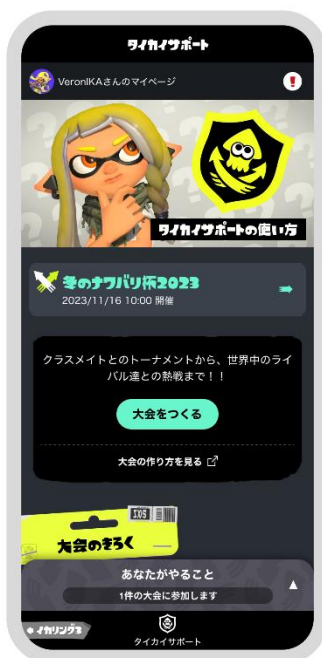 タイカイサポート
VeronIKAさんのマイページ
タイカイサポートの使い方
冬のナワバリ杯2023
2023/11/16 10:00 開催
クラスメイトとのトーナメントから、世界中のライ
バル達との熱戦まで！！
大会をつくる
大会の作り方を見る
大会のきろく
あなたがやること
1件の大会に参加します
イカリング3
タイカイサポート